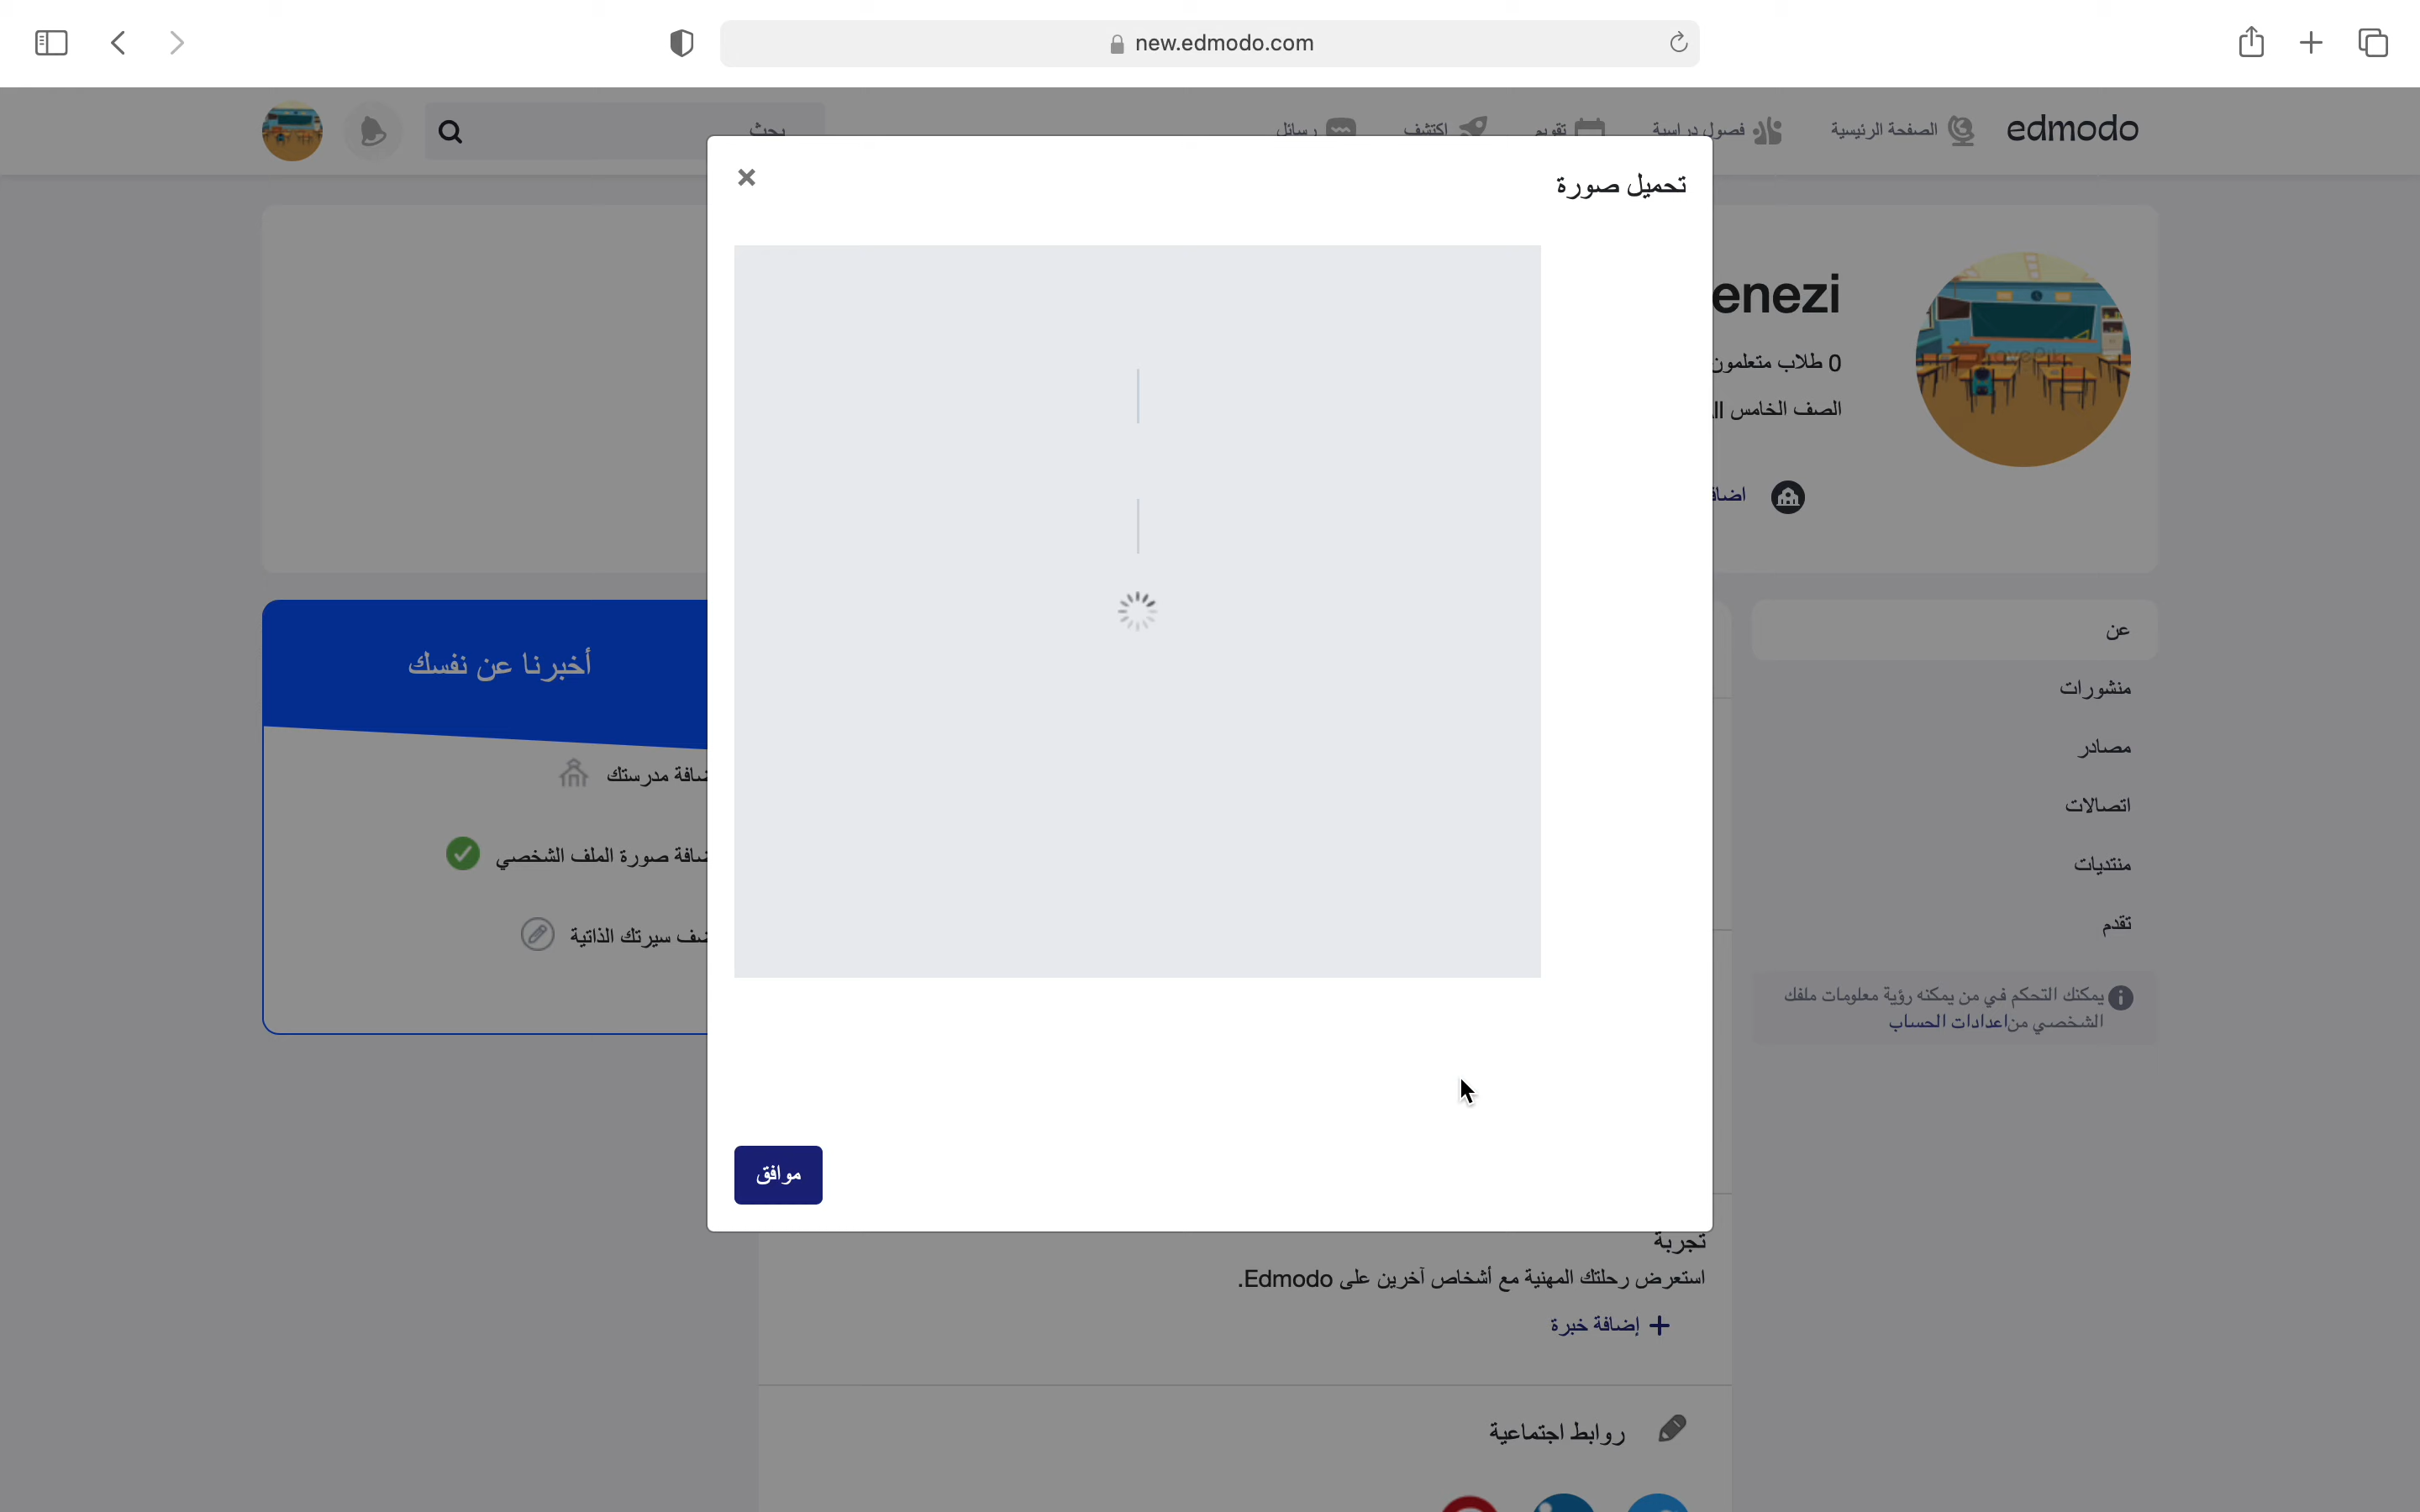 new.edmodo.com
edmodo
الصفحة الرئيسية
فصول دراسية
تقويم
اكتشف
رسائل
بحث
تحميل صورة
enezi
0 طلاب متعلمون
الصف الخامس
عن
منشورات
مصادر
اتصالات
منتديات
تقدم
يمكنك التحكم في من يمكنه رؤية معلومات ملفك
الشخصي من اعدادات الحساب
أخبرنا عن نفسك
مدرستك
صورة الملف الشخصي
سيرتك الذاتية
موافق
تجربة
استعرض رحلتك المهنية مع أشخاص آخرين على Edmodo.
+ إضافة خبرة
روابط اجتماعية